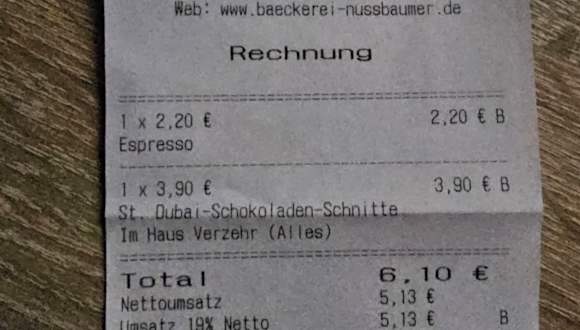 Web: www.baeckerei-nussbaumer.de
Rechnung
1 x 2,20 € 2,20 € B
Espresso
1 x 3,90 € 3,90 € B
St. Dubai-Schokoladen-Schnitte
Im Haus Verzehr (Alles)
Total 6,10 €
Nettoumsatz 5,13 €
Umsatz 19% Netto 5,13 € B